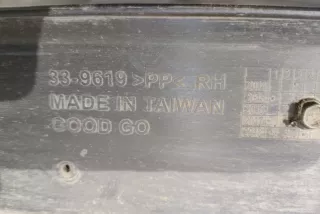 33-9619 >PP< RH
MADE IN TAIWAN
GOOD GO